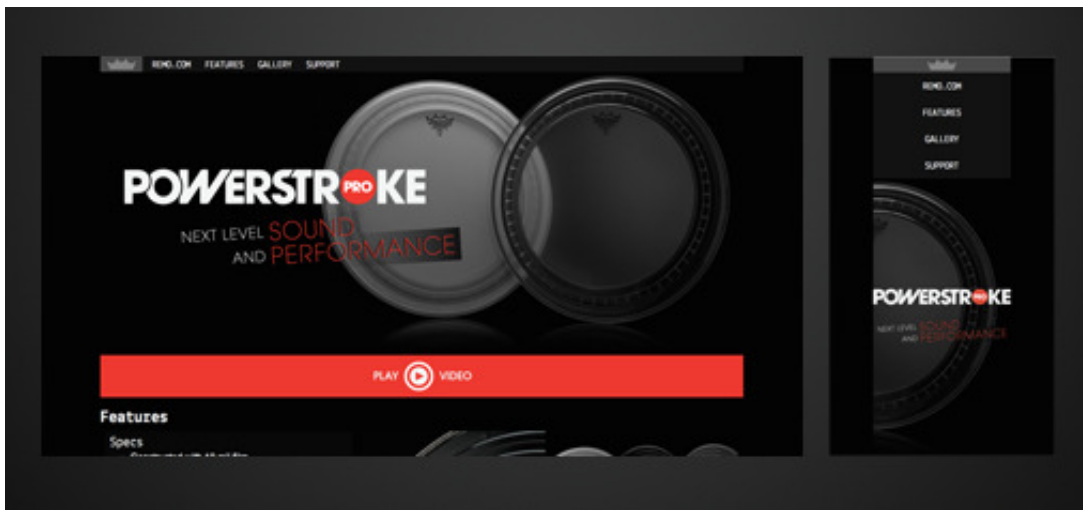 REMO.COM FEATURES GALLERY SUPPORT
POWERSTROKE
PRO
NEXT LEVEL SOUND
AND PERFORMANCE
PLAY VIDEO
Features
Specs
REMO.COM
FEATURES
GALLERY
SUPPORT
POWERSTROKE
PRO
NEXT LEVEL SOUND
AND PERFORMANCE